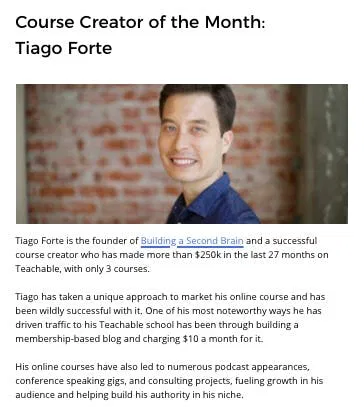 Course Creator of the Month:
Tiago Forte
Tiago Forte is the founder of Building a Second Brain and a successful
course creator who has made more than $250k in the last 27 months on
Teachable, with only 3 courses.
Tiago has taken a unique approach to market his online course and has
been wildly successful with it. One of his most noteworthy ways he has
driven traffic to his Teachable school has been through building a
membership-based blog and charging $10 a month for it.
His online courses have also led to numerous podcast appearances,
conference speaking gigs, and consulting projects, fueling growth in his
audience and helping build his authority in his niche.